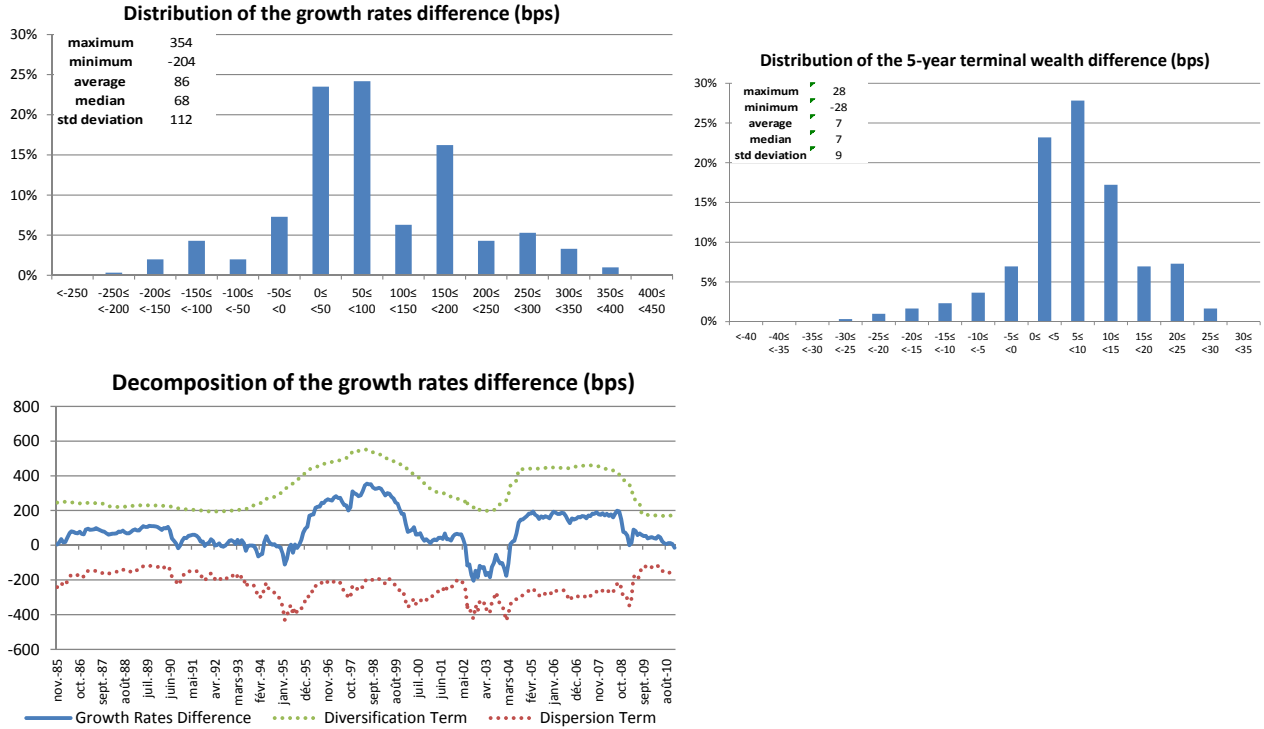 Distribution of the growth rates difference (bps)
30%
25%
20%
15%
10%
5%
0%
maximum 354
minimum -204
average 86
median 68
std deviation 112
<-250 -250≤ -200≤ -150≤ -100≤ -50≤ 0≤ 50≤ 100≤ 150≤ 200≤ 250≤ 300≤ 350≤ 400≤
<-200 <-150 <-100 <-50 <0 <50 <100 <150 <200 <250 <300 <350 <400 <450
Distribution of the 5-year terminal wealth difference (bps)
30%
25%
20%
15%
10%
5%
0%
maximum 28
minimum -28
average 7
median 7
std deviation 9
<-40 -40≤ -35≤ -30≤ -25≤ -20≤ -15≤ -10≤ -5≤ 0≤ <5 5≤ 10≤ 15≤ 20≤ 25≤ 30≤
<-35 <-30 <-25 <-20 <-15 <-10 <-5 <0 <10 <15 <20 <25 <30 <35
Decomposition of the growth rates difference (bps)
800
600
400
200
0
-200
-400
-600
nov.-85
oct.-86
sept.-87
août-88
juil.-89
juin-90
mai-91
avr.-92
mars-93
févr.-94
janv.-95
déc.-95
nov.-96
oct.-97
sept.-98
août-99
juil.-00
juin-01
mai-02
avr.-03
mars-04
févr.-05
janv.-06
déc.-06
nov.-07
oct.-08
sept.-09
août-10
Growth Rates Difference
Diversification Term
Dispersion Term